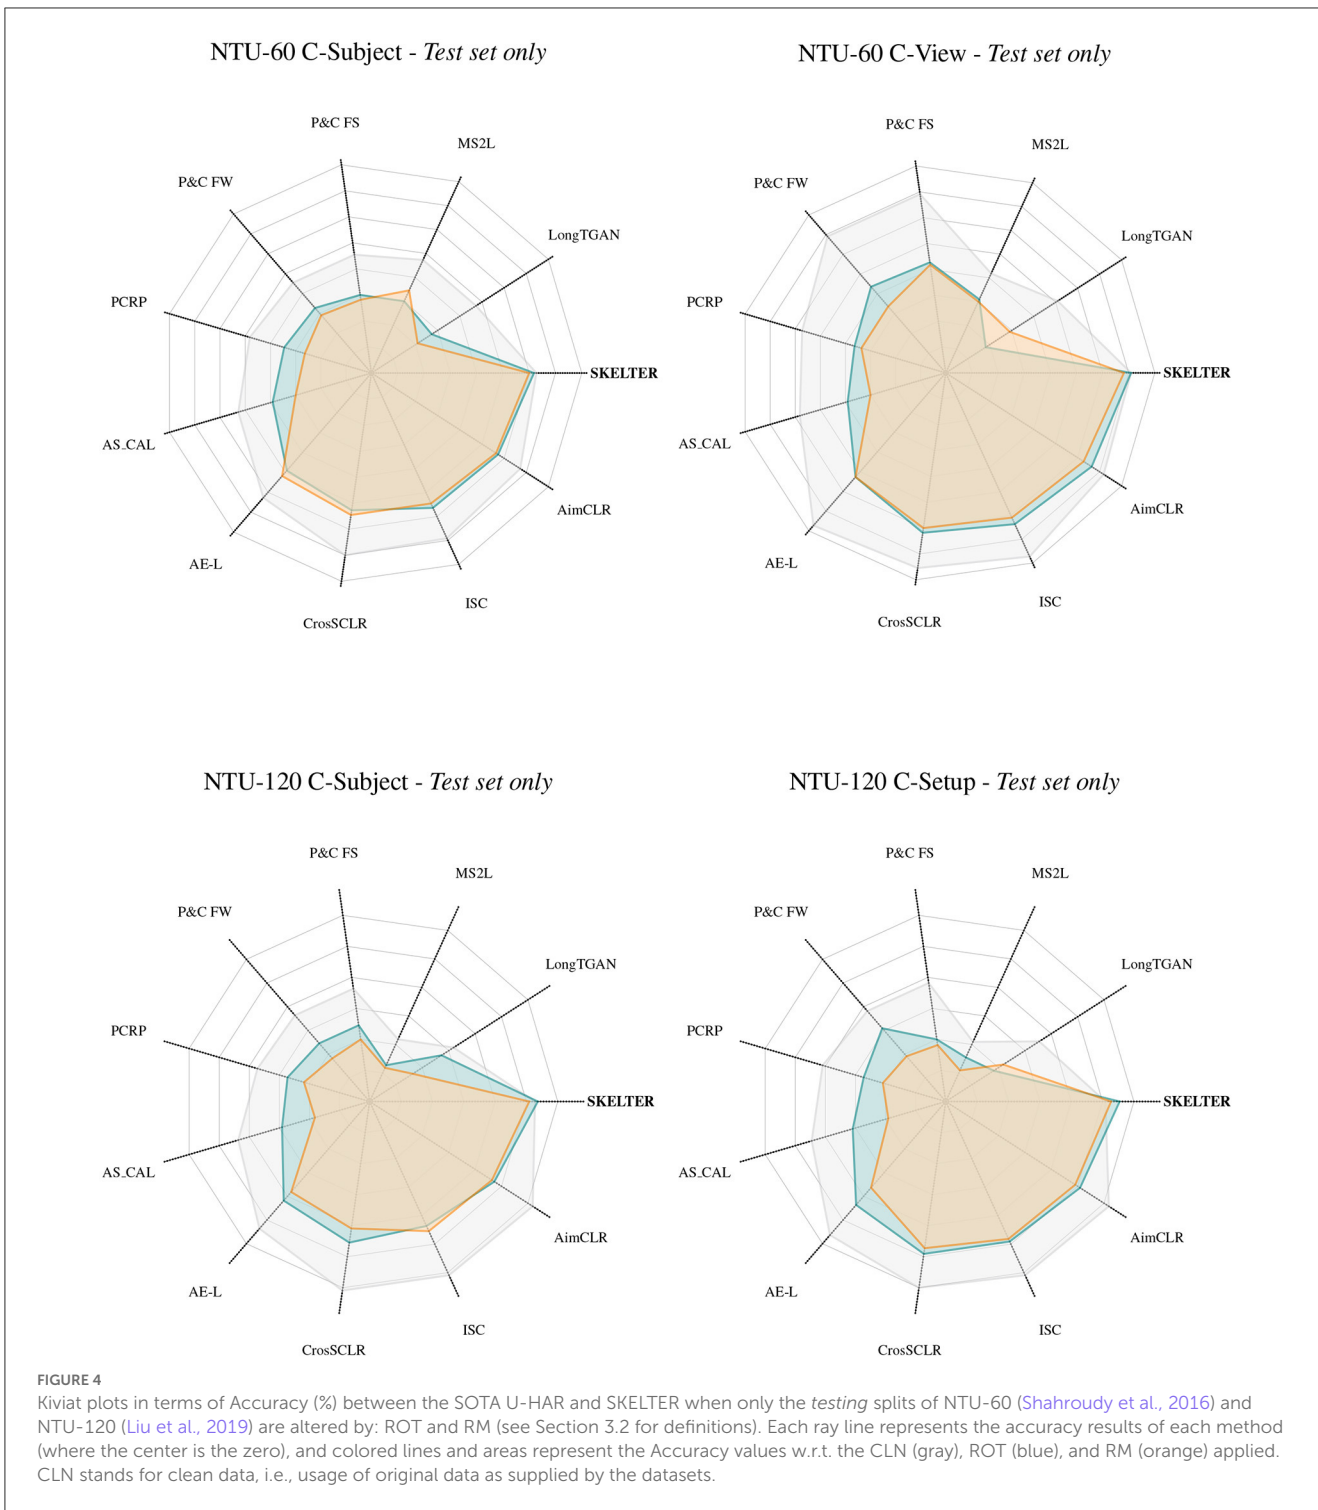 NTU-60 C-Subject - Test set only
P&C FS
MS2L
P&C FW
LongTGAN
PCRP
SKELTER
AS_CAL
AimCLR
AE-L
ISC
CrosSCLR
NTU-60 C-View - Test set only
P&C FS
MS2L
P&C FW
LongTGAN
PCRP
SKELTER
AS_CAL
AimCLR
AE-L
ISC
CrosSCLR
NTU-120 C-Subject - Test set only
P&C FS
MS2L
P&C FW
LongTGAN
PCRP
SKELTER
AS_CAL
AimCLR
AE-L
ISC
CrosSCLR
NTU-120 C-Setup - Test set only
P&C FS
MS2L
P&C FW
LongTGAN
PCRP
SKELTER
AS_CAL
AimCLR
AE-L
ISC
CrosSCLR
FIGURE 4
Kiviat plots in terms of Accuracy (%) between the SOTA U-HAR and SKELTER when only the testing splits of NTU-60 (Shahroudy et al., 2016) and
NTU-120 (Liu et al., 2019) are altered by: ROT and RM (see Section 3.2 for definitions). Each ray line represents the accuracy results of each method
(where the center is the zero), and colored lines and areas represent the Accuracy values w.r.t. the CLN (gray), ROT (blue), and RM (orange) applied.
CLN stands for clean data, i.e., usage of original data as supplied by the datasets.